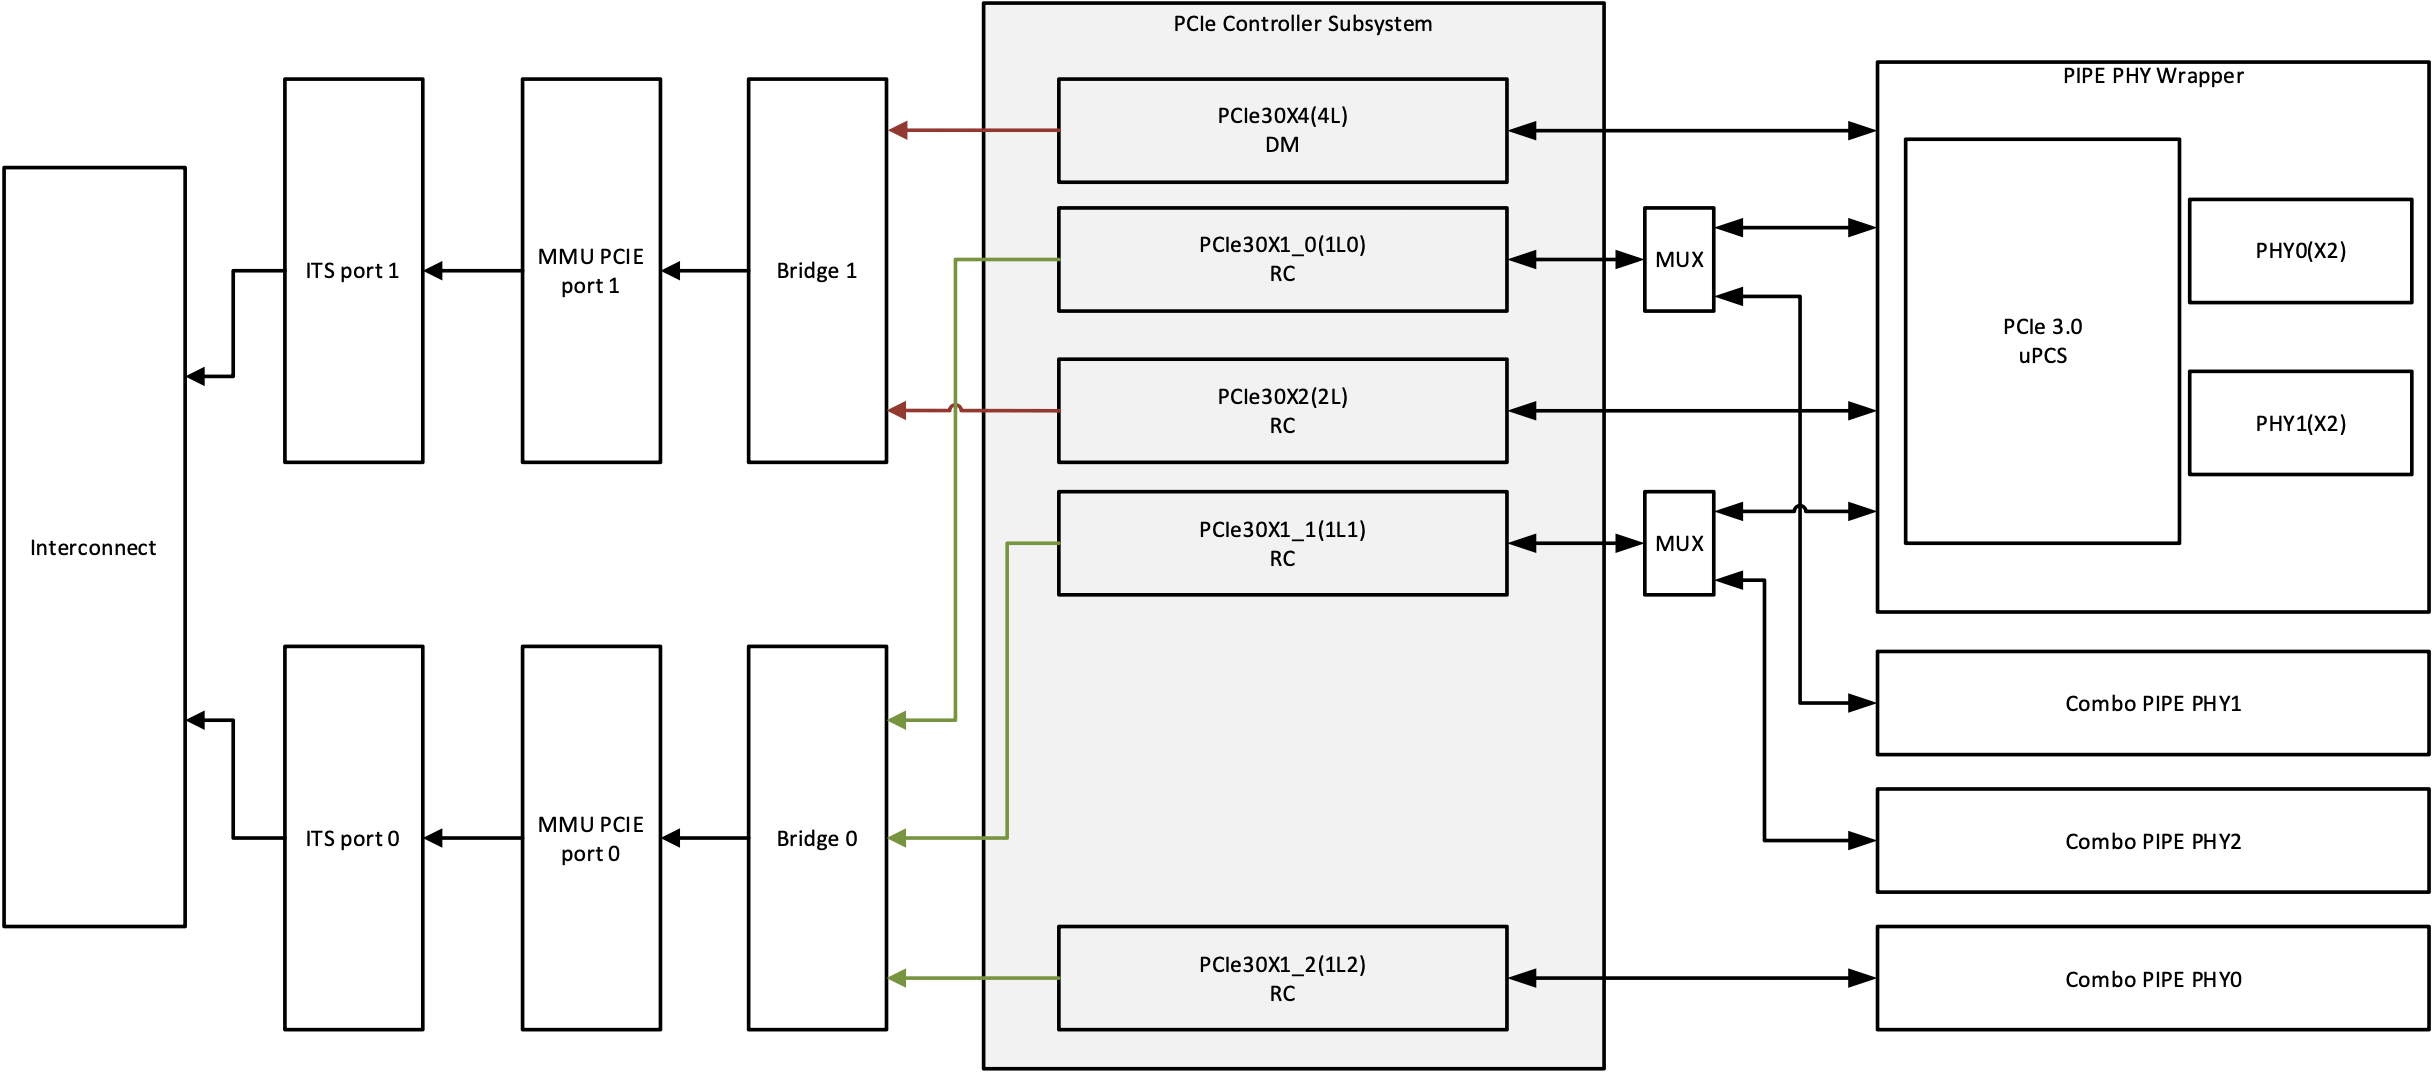 PCIe Controller Subsystem
PIPE PHY Wrapper
PCIe30X4(4L)
DM
PCIe30X1_0(1L0)
RC
PCIe30X2(2L)
RC
PCIe30X1_1(1L1)
RC
PCIe30X1_2(1L2)
RC
ITS port 1
MMU PCIE
port 1
Bridge 1
MUX
MUX
PHY0(X2)
PCIe 3.0
uPCS
PHY1(X2)
Interconnect
ITS port 0
MMU PCIE
port 0
Bridge 0
Combo PIPE PHY1
Combo PIPE PHY2
Combo PIPE PHY0